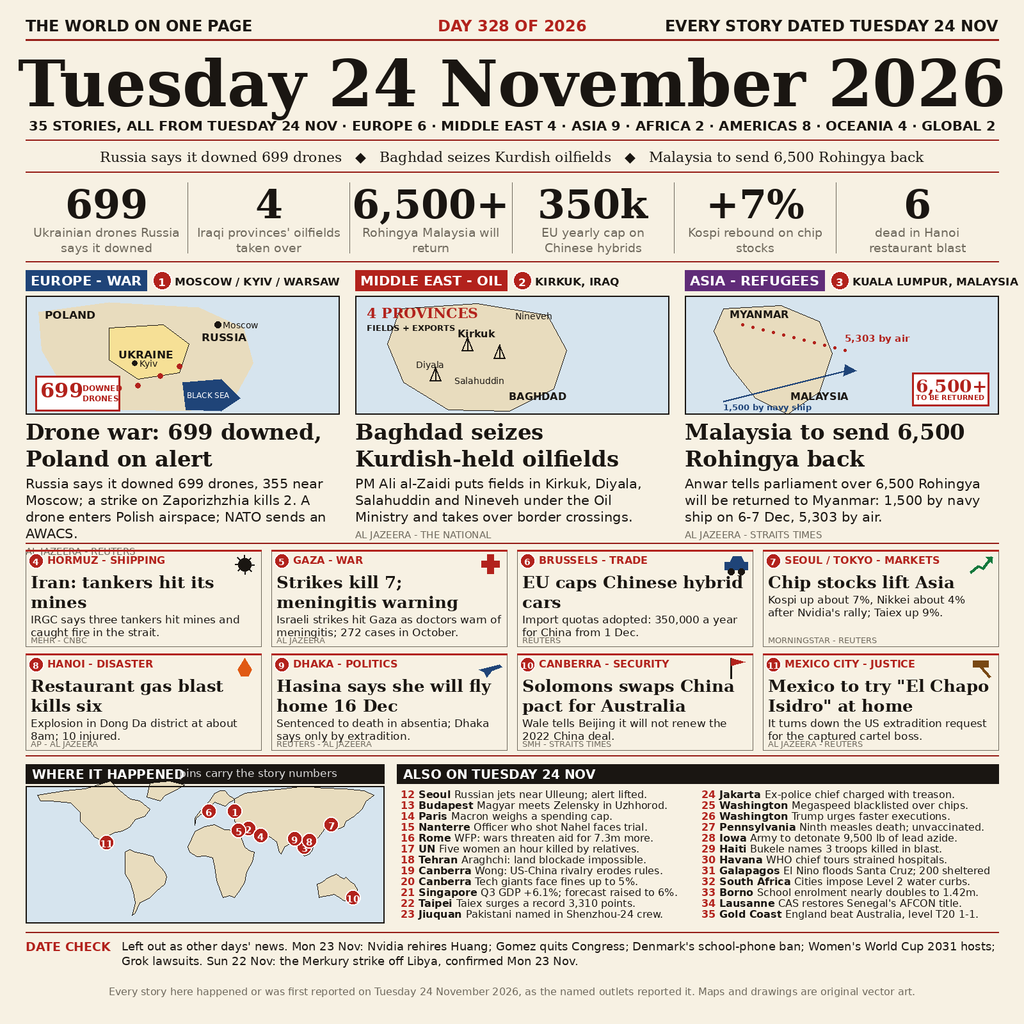 THE WORLD ON ONE PAGE
DAY 328 OF 2026
EVERY STORY DATED TUESDAY 24 NOV
Tuesday 24 November 2026
35 STORIES, ALL FROM TUESDAY 24 NOV · EUROPE 6 · MIDDLE EAST 4 · ASIA 9 · AFRICA 2 · AMERICAS 8 · OCEANIA 4 · GLOBAL 2
Russia says it downed 699 drones ◆ Baghdad seizes Kurdish oilfields ◆ Malaysia to send 6,500 Rohingya back
699
Ukrainian drones Russia
says it downed
4
Iraqi provinces' oilfields
taken over
6,500+
Rohingya Malaysia will
return
350k
EU yearly cap on
Chinese hybrids
+7%
Kospi rebound on chip
stocks
6
dead in Hanoi
restaurant blast
EUROPE - WAR
1 MOSCOW / KYIV / WARSAW
POLAND
Moscow
RUSSIA
UKRAINE
Kyiv
699 DOWNED
DRONES
BLACK SEA
Drone war: 699 downed,
Poland on alert
Russia says it downed 699 drones, 355 near
Moscow; a strike on Zaporizhzhia kills 2. A
drone enters Polish airspace; NATO sends an
AWACS.
AL JAZEERA - REUTERS
MIDDLE EAST - OIL
2 KIRKUK, IRAQ
4 PROVINCES
FIELDS + EXPORTS
Nineveh
Kirkuk
Diyala
Salahuddin
BAGHDAD
Baghdad seizes
Kurdish-held oilfields
PM Ali al-Zaidi puts fields in Kirkuk, Diyala,
Salahuddin and Nineveh under the Oil
Ministry and takes over border crossings.
AL JAZEERA - THE NATIONAL
ASIA - REFUGEES
3 KUALA LUMPUR, MALAYSIA
MYANMAR
5,303 by air
6,500+
TO BE RETURNED
MALAYSIA
1,500 by navy ship
Malaysia to send 6,500
Rohingya back
Anwar tells parliament over 6,500 Rohingya
will be returned to Myanmar: 1,500 by navy
ship on 6-7 Dec, 5,303 by air.
AL JAZEERA - STRAITS TIMES
4 HORMUZ - SHIPPING
Iran: tankers hit its
mines
IRGC says three tankers hit mines and
caught fire in the strait.
MEHR - CNBC
5 GAZA - WAR
Strikes kill 7;
meningitis warning
Israeli strikes hit Gaza as doctors warn of
meningitis; 272 cases in October.
AL JAZEERA
6 BRUSSELS - TRADE
EU caps Chinese hybrid
cars
Import quotas adopted: 350,000 a year
for China from 1 Dec.
REUTERS
7 SEOUL / TOKYO - MARKETS
Chip stocks lift Asia
Kospi up about 7%, Nikkei about 4%
after Nvidia's rally; Taiex up 9%.
MORNINGSTAR - REUTERS
8 HANOI - DISASTER
Restaurant gas blast
kills six
Explosion in Dong Da district at about
8am; 10 injured.
AP - AL JAZEERA
9 DHAKA - POLITICS
Hasina says she will fly
home 16 Dec
Sentenced to death in absentia; Dhaka
says only by extradition.
REUTERS - AL JAZEERA
10 CANBERRA - SECURITY
Solomons swaps China
pact for Australia
Wale tells Beijing it will not renew the
2022 China deal.
SMH - STRAITS TIMES
11 MEXICO CITY - JUSTICE
Mexico to try "El Chapo
Isidro" at home
It turns down the US extradition request
for the captured cartel boss.
AL JAZEERA - REUTERS
WHERE IT HAPPENED pins carry the story numbers
6
1
5
2
4
7
9
8
3
11
10
ALSO ON TUESDAY 24 NOV
12 Seoul Russian jets near Ulleung; alert lifted.
13 Budapest Magyar meets Zelensky in Uzhhorod.
14 Paris Macron weighs a spending cap.
15 Nanterre Officer who shot Nahel faces trial.
16 Rome WFP: wars threaten aid for 7.3m more.
17 UN Five women an hour killed by relatives.
18 Tehran Araghchi: land blockade impossible.
19 Canberra Wong: US-China rivalry erodes rules.
20 Canberra Tech giants face fines up to 5%.
21 Singapore Q3 GDP +6.1%; forecast raised to 6%.
22 Taipei Taiex surges a record 3,310 points.
23 Jiuquan Pakistani named in Shenzhou-24 crew.
24 Jakarta Ex-police chief charged with treason.
25 Washington Megaspeed blacklisted over chips.
26 Washington Trump urges faster executions.
27 Pennsylvania Ninth measles death; unvaccinated.
28 Iowa Army to detonate 9,500 lb of lead azide.
29 Haiti Bukele names 3 troops killed in blast.
30 Havana WHO chief tours strained hospitals.
31 Galapagos El Nino floods Santa Cruz; 200 sheltered
32 South Africa Cities impose Level 2 water curbs.
33 Borno School enrolment nearly doubles to 1.42m.
34 Lausanne CAS restores Senegal's AFCON title.
35 Gold Coast England beat Australia, level T20 1-1.
DATE CHECK Left out as other days' news. Mon 23 Nov: Nvidia rehires Huang; Gomez quits Congress; Denmark's school-phone ban; Women's World Cup 2031 hosts;
Grok lawsuits. Sun 22 Nov: the Merkury strike off Libya, confirmed Mon 23 Nov.
Every story here happened or was first reported on Tuesday 24 November 2026, as the named outlets reported it. Maps and drawings are original vector art.